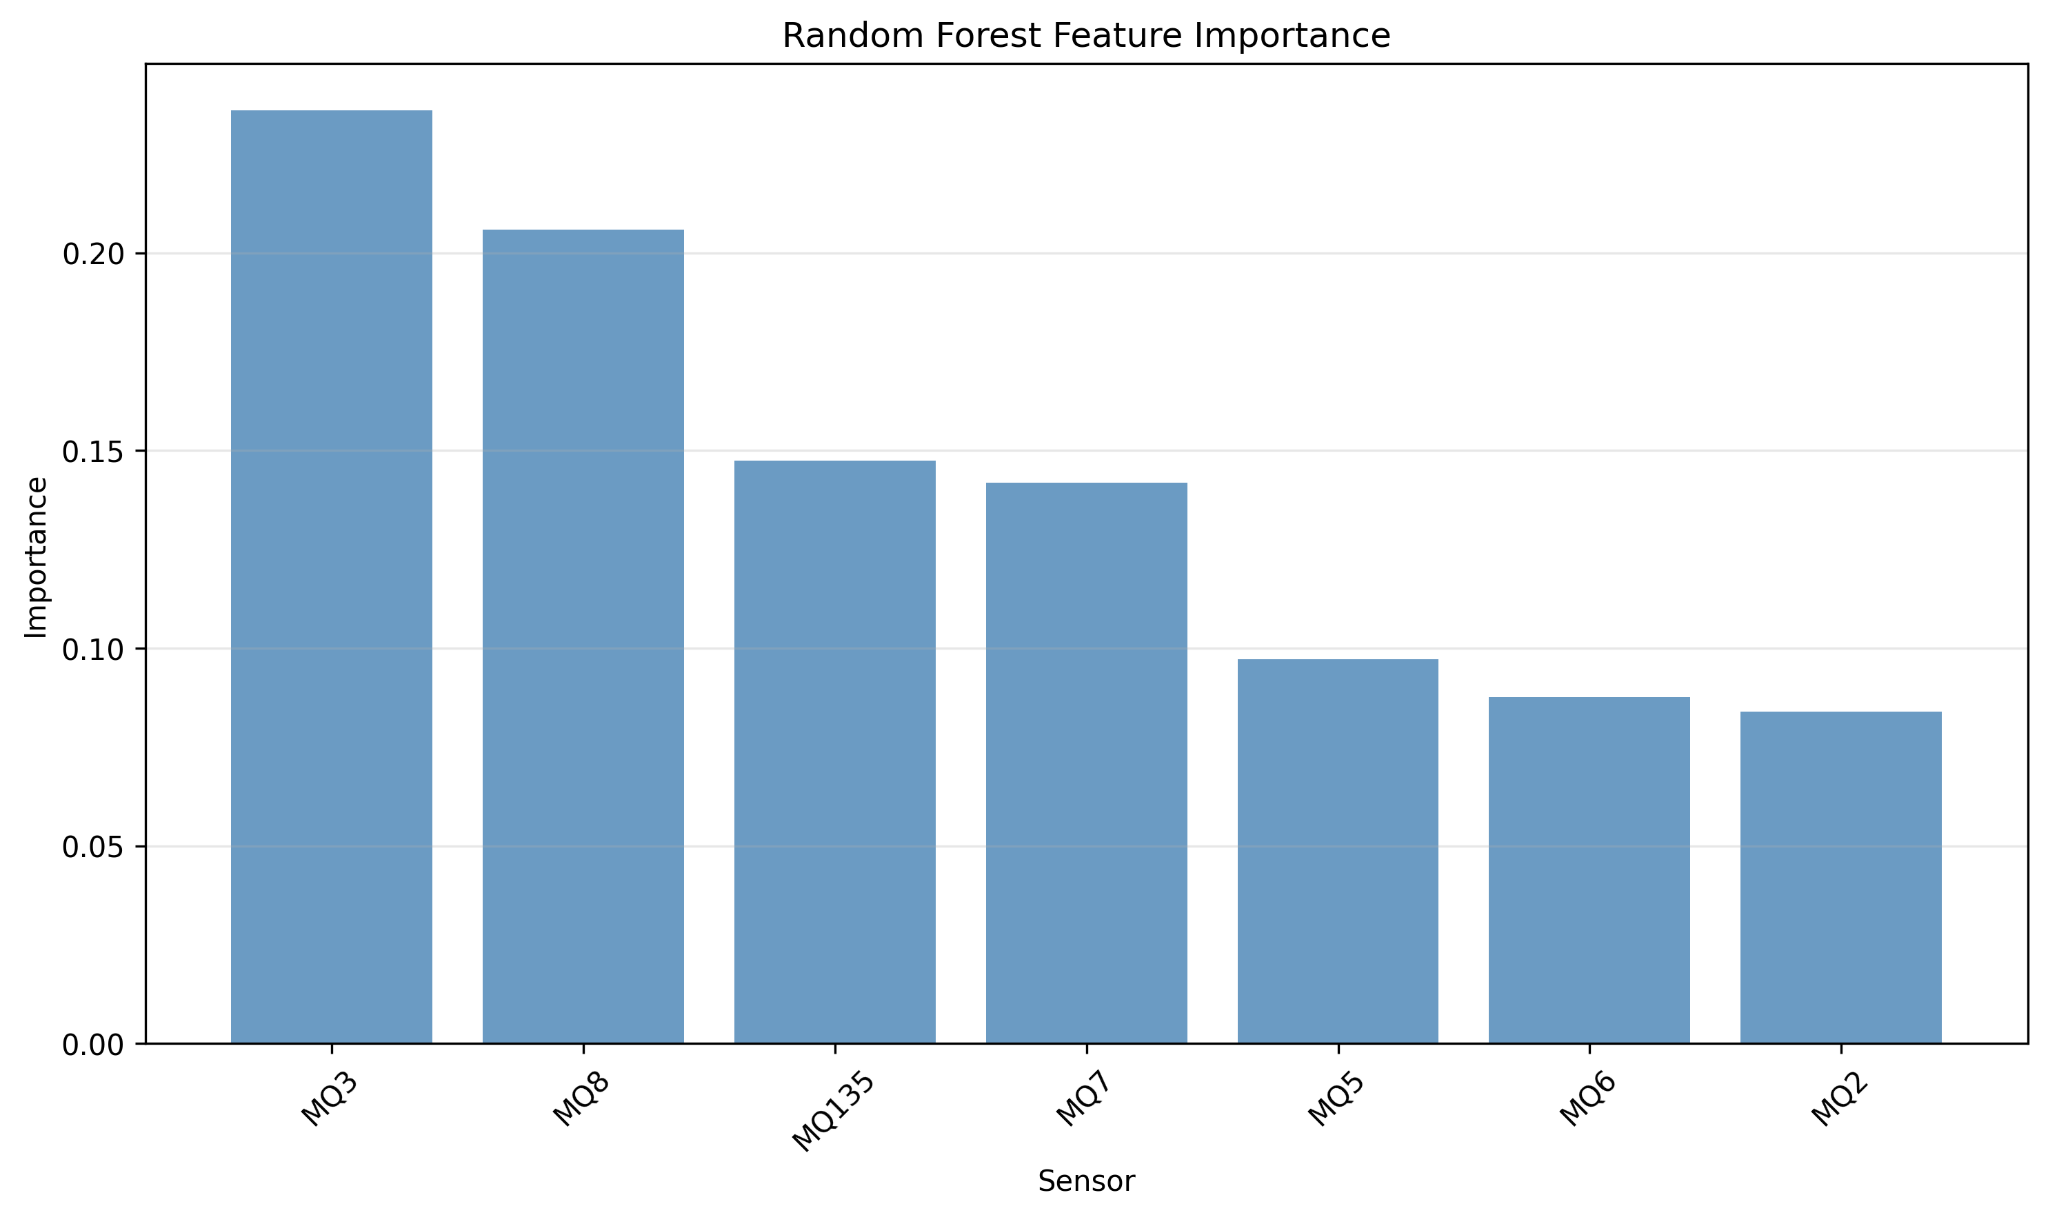 Random Forest Feature Importance
Importance
0.20
0.15
0.10
0.05
0.00
MQ3
MQ8
MQ135
MQ7
MQ5
MQ6
MQ2
Sensor